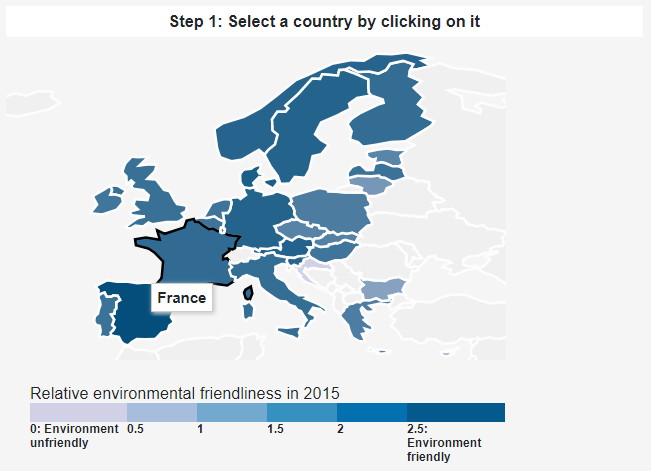 Step 1: Select a country by clicking on it
France
Relative environmental friendliness in 2015
0: Environment unfriendly
0.5
1
1.5
2
2.5: Environment friendly